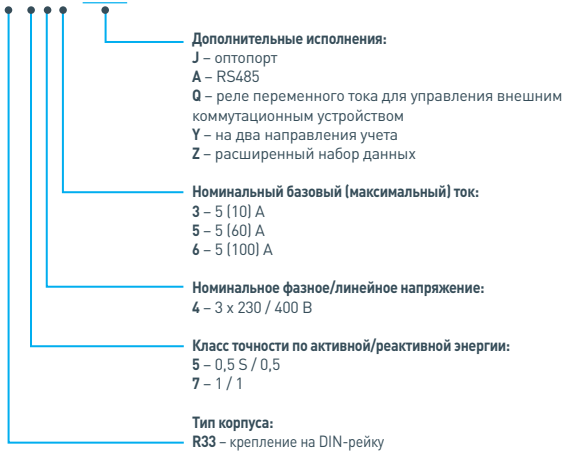 Дополнительные исполнения:
J – оптопорт
A – RS485
Q – реле переменного тока для управления внешним
коммутационным устройством
Y – на два направления учета
Z – расширенный набор данных
Номинальный базовый (максимальный) ток:
3 – 5 (10) А
5 – 5 (60) А
6 – 5 (100) А
Номинальное фазное/линейное напряжение:
4 – 3 x 230 / 400 В
Класс точности по активной/реактивной энергии:
5 – 0,5 S / 0,5
7 – 1 / 1
Тип корпуса:
R33 – крепление на DIN-рейку